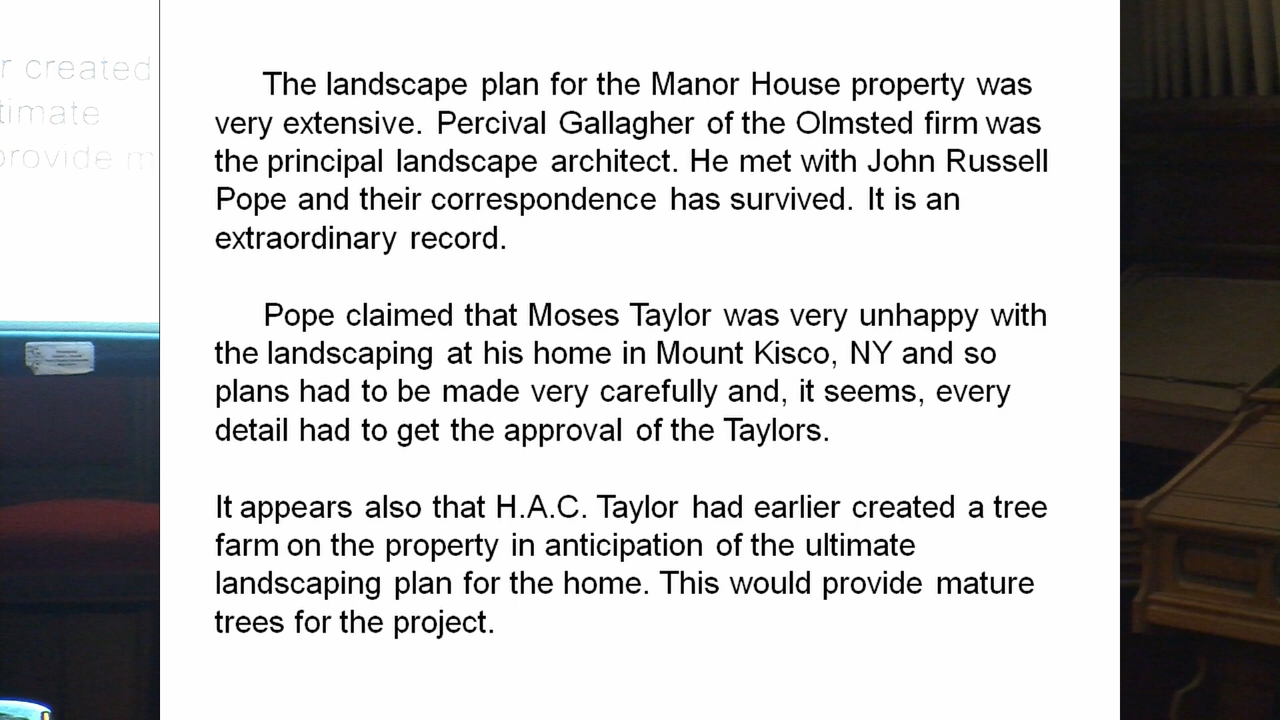 r created
timate
provide m
The landscape plan for the Manor House property was
very extensive. Percival Gallagher of the Olmsted firm was
the principal landscape architect. He met with John Russell
Pope and their correspondence has survived. It is an
extraordinary record.
Pope claimed that Moses Taylor was very unhappy with
the landscaping at his home in Mount Kisco, NY and so
plans had to be made very carefully and, it seems, every
detail had to get the approval of the Taylors.
It appears also that H.A.C. Taylor had earlier created a tree
farm on the property in anticipation of the ultimate
landscaping plan for the home. This would provide mature
trees for the project.